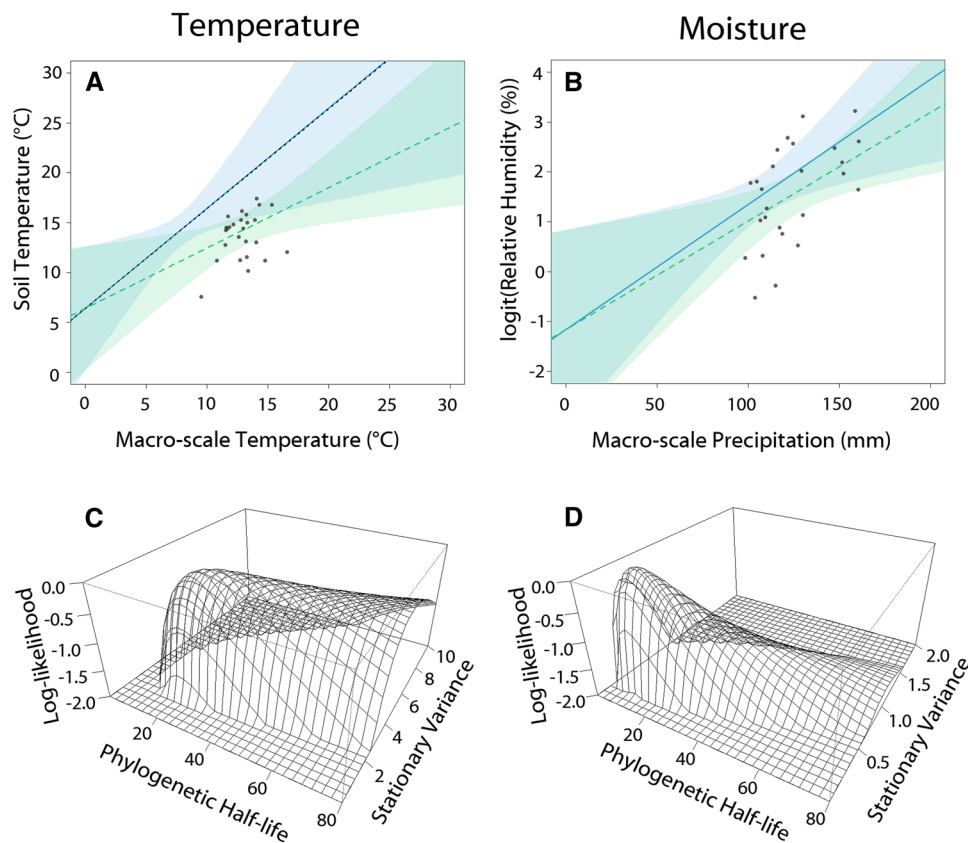 Temperature
Moisture
A
30
25
20
15
10
5
0
Soil Temperature (°C)
0 5 10 15 20 25 30
Macro-scale Temperature (°C)
B
4
3
2
1
0
-1
-2
logit(Relative Humidity (%))
0 50 100 150 200
Macro-scale Precipitation (mm)
C
0.0
-0.5
-1.0
-1.5
-2.0
Log-likelihood
20
40
60
80
Phylogenetic Half-life
10
8
6
4
2
Stationary Variance
D
0.0
-0.5
-1.0
-1.5
-2.0
Log-likelihood
20
40
60
80
Phylogenetic Half-life
2.0
1.5
1.0
0.5
Stationary Variance